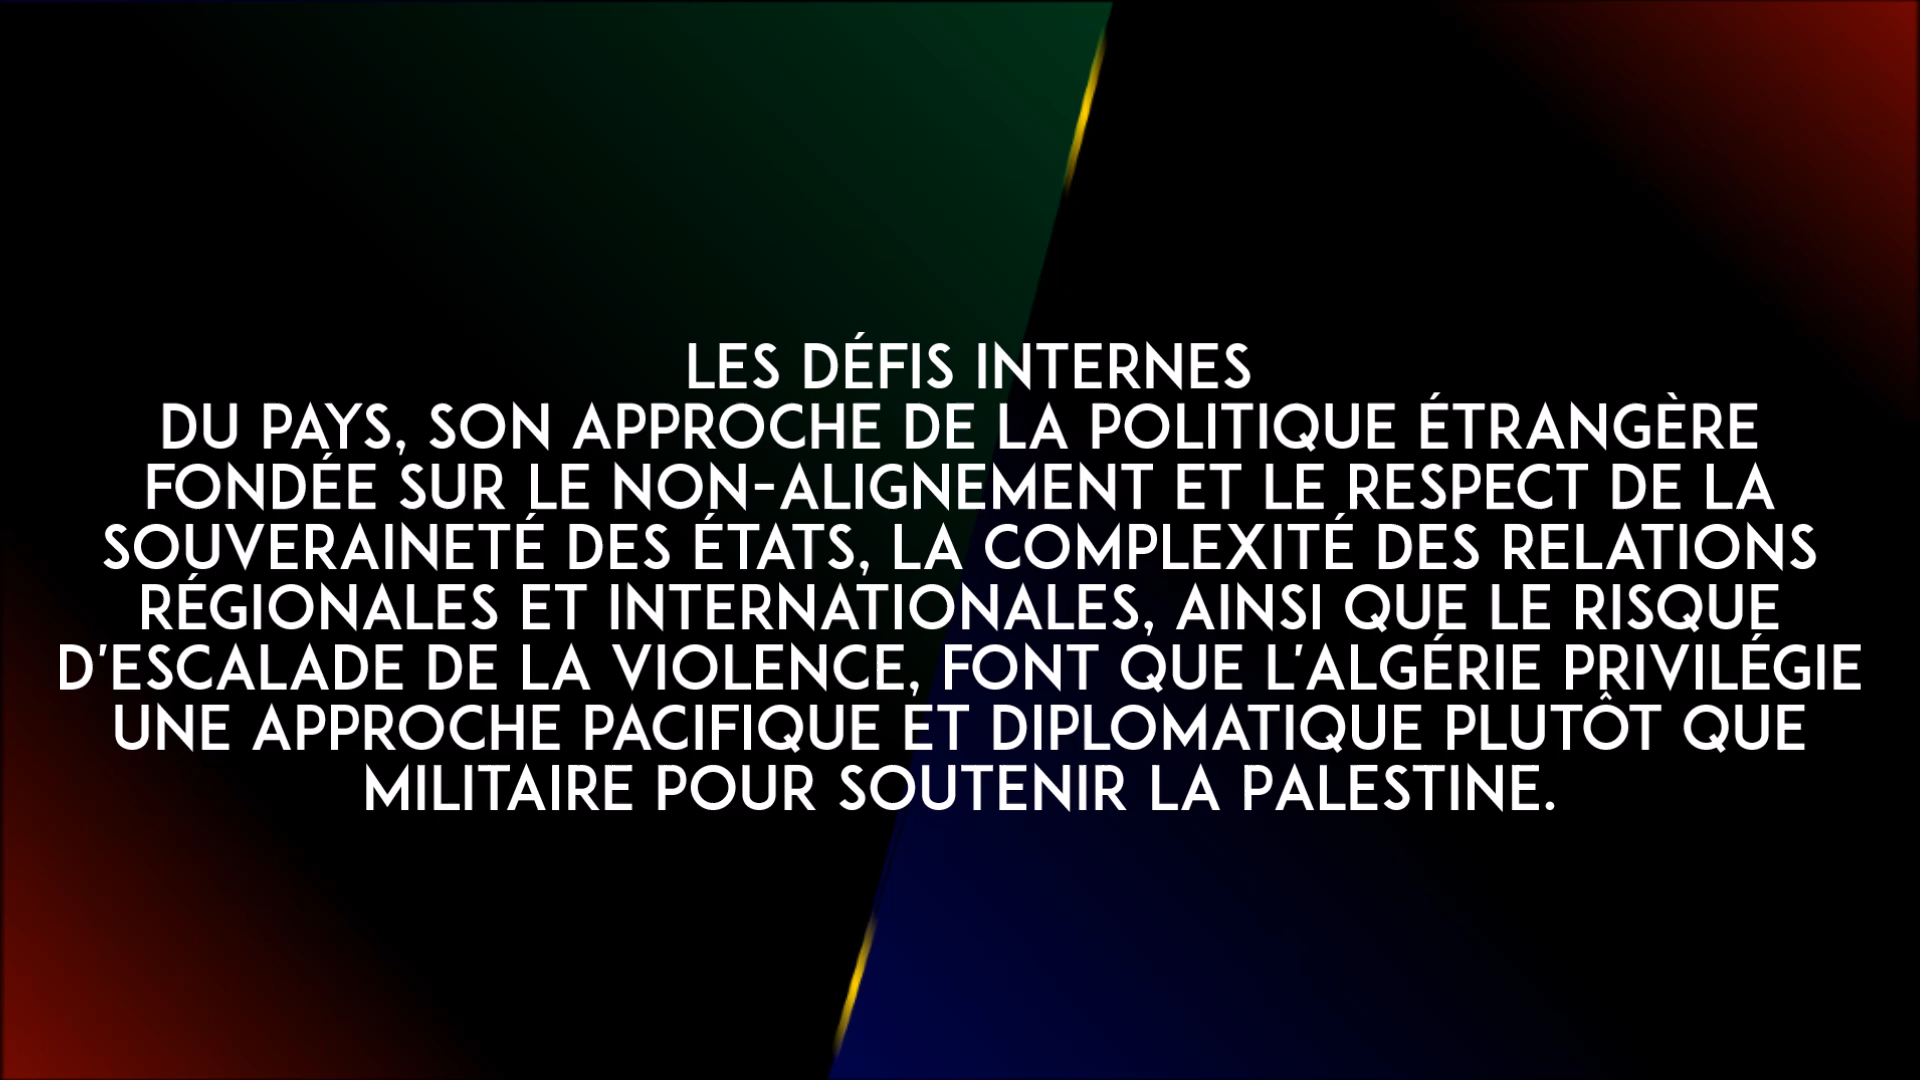 LES DÉFIS INTERNES
DU PAYS, SON APPROCHE DE LA POLITIQUE ÉTRANGÈRE
FONDÉE SUR LE NON-ALIGNEMENT ET LE RESPECT DE LA
SOUVERAINETÉ DES ÉTATS, LA COMPLEXITÉ DES RELATIONS
RÉGIONALES ET INTERNATIONALES, AINSI QUE LE RISQUE
D'ESCALADE DE LA VIOLENCE, FONT QUE L'ALGÉRIE PRIVILÉGIE
UNE APPROCHE PACIFIQUE ET DIPLOMATIQUE PLUTÔT QUE
MILITAIRE POUR SOUTENIR LA PALESTINE.